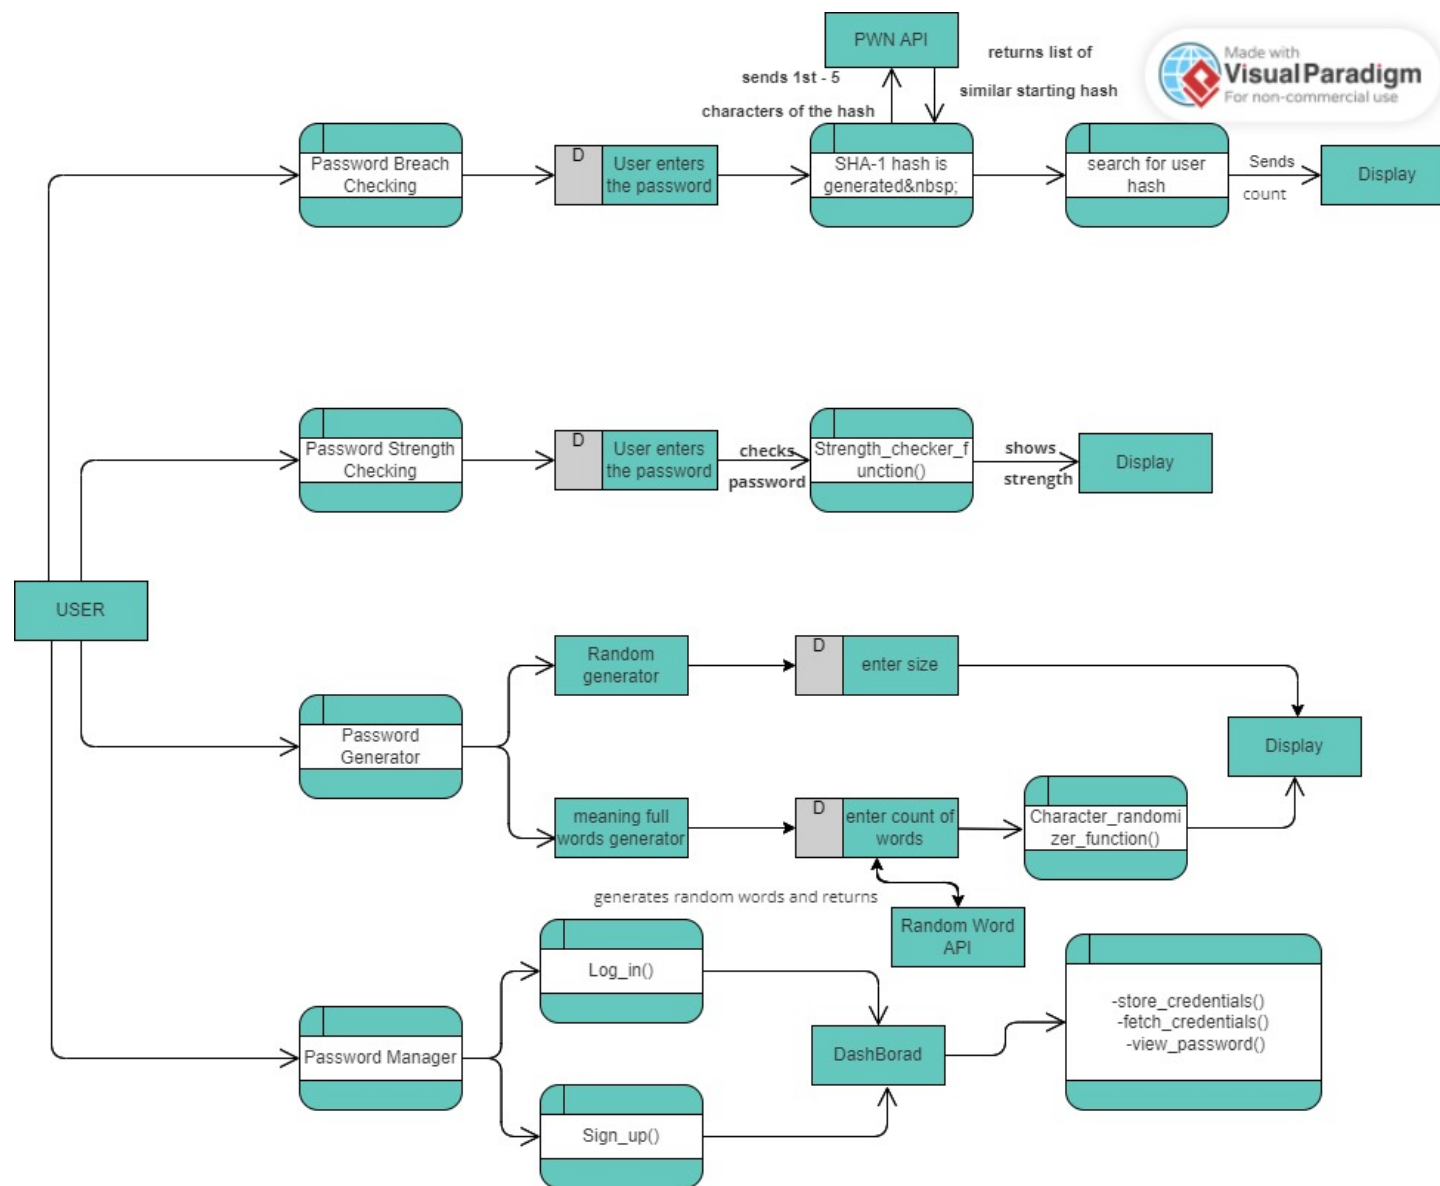 PWN API
returns list of
similar starting hash
sends 1st - 5
characters of the hash
Made with
Visual Paradigm
For non-commercial use
Password Breach
Checking
D
User enters
the password
SHA-1 hash is
generated&nbsp;
search for user
hash
Sends
count
Display
Password Strength
Checking
D
User enters
the password
checks
password
Strength_checker_f
unction()
shows
strength
Display
USER
Random
generator
D
enter size
Password
Generator
Display
meaning full
words generator
D
enter count of
words
Character_randomi
zer_function()
generates random words and returns
Random Word
API
Log_in()
-store_credentials()
-fetch_credentials()
-view_password()
Password Manager
DashBorad
Sign_up()